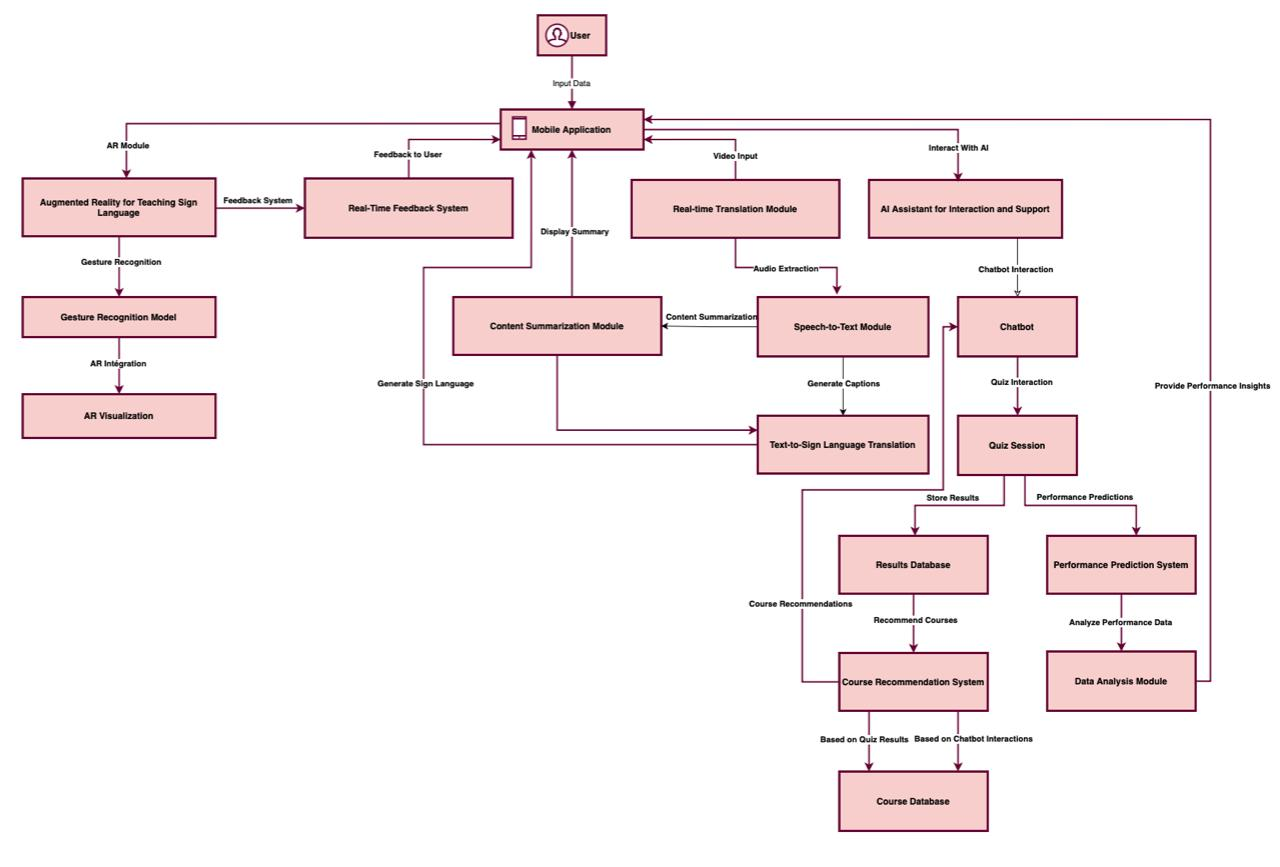 User
Input Data
Mobile Application
AR Module
Feedback to User
Video Input
Interact With AI
Augmented Reality for Teaching Sign
Language
Feedback System
Real-Time Feedback System
Real-time Translation Module
AI Assistant for Interaction and Support
Display Summary
Gesture Recognition
Audio Extraction
Chatbot Interaction
Gesture Recognition Model
Content Summarization Module
Content Summarization
Speech-to-Text Module
Chatbot
AR Integration
Generate Sign Language
Generate Captions
Quiz Interaction
Provide Performance Insights
AR Visualization
Text-to-Sign Language Translation
Quiz Session
Store Results
Performance Predictions
Results Database
Performance Prediction System
Course Recommendations
Recommend Courses
Analyze Performance Data
Course Recommendation System
Data Analysis Module
Based on Quiz Results
Based on Chatbot Interactions
Course Database